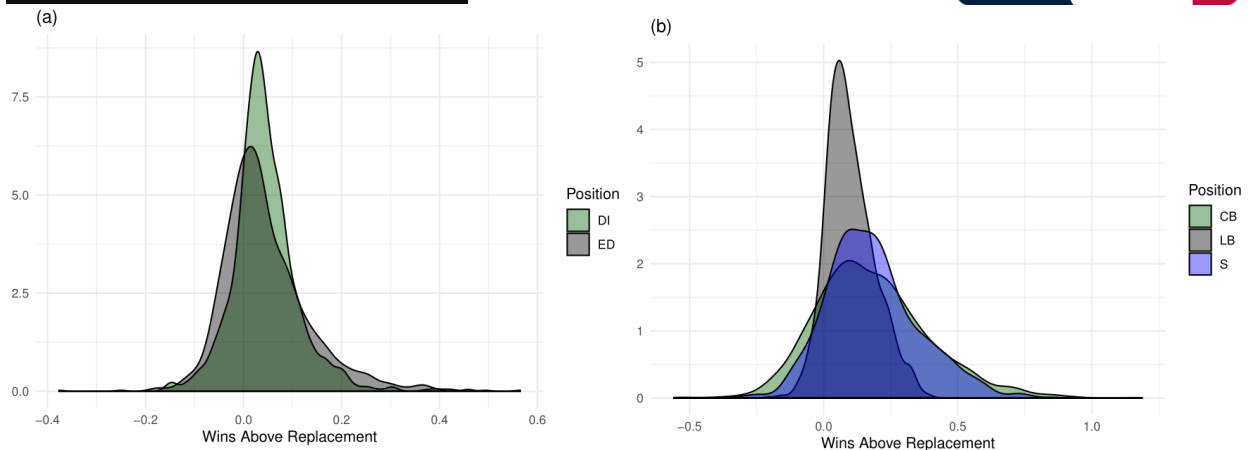 (a)
7.5
5.0
2.5
0.0
−0.4
−0.2
0.0
0.2
0.4
0.6
Wins Above Replacement
Position
DI
ED
(b)
5
4
3
2
1
0
−0.5
0.0
0.5
1.0
Wins Above Replacement
Position
CB
LB
S